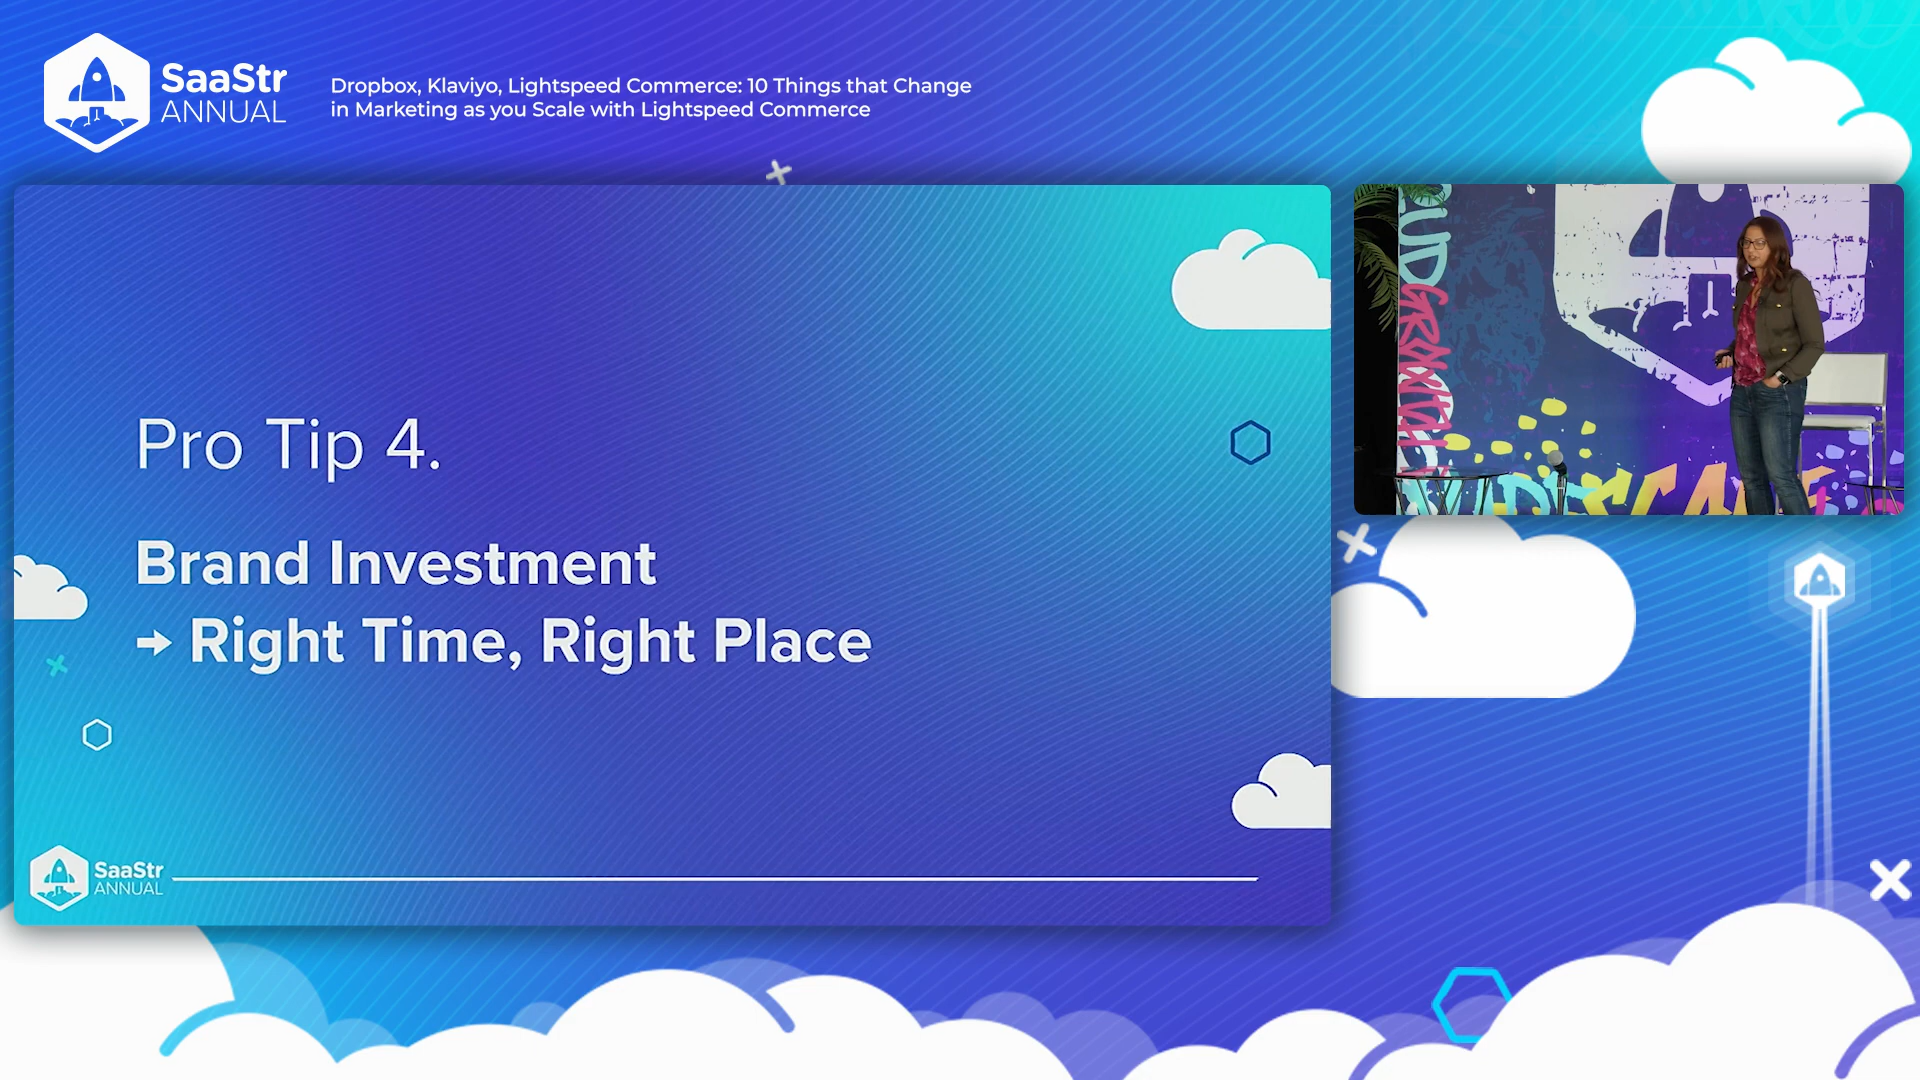 SaaStr
ANNUAL
Dropbox, Klaviyo, Lightspeed Commerce: 10 Things that Change
in Marketing as you Scale with Lightspeed Commerce
Pro Tip 4.
Brand Investment
→ Right Time, Right Place
SaaStr
ANNUAL